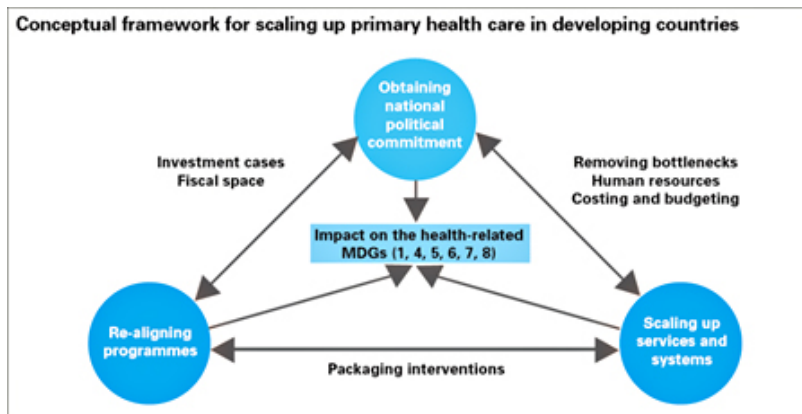 Conceptual framework for scaling up primary health care in developing countries
Obtaining
national
political
commitment
Investment cases
Fiscal space
Removing bottlenecks
Human resources
Costing and budgeting
Impact on the health-related
MDGs (1, 4, 5, 6, 7, 8)
Re-aligning
programmes
Scaling up
services and
systems
Packaging interventions